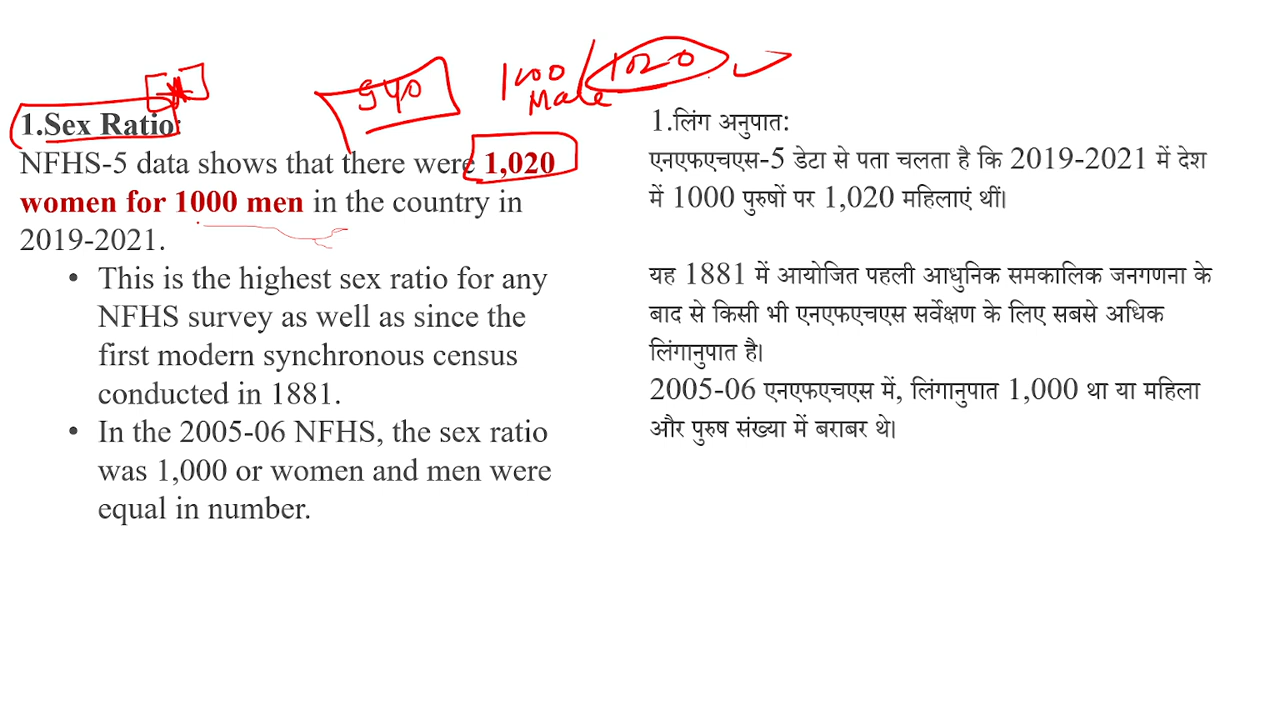 940
1000 / 1020
Male
1.Sex Ratio:
NFHS-5 data shows that there were 1,020
women for 1000 men in the country in
2019-2021.
• This is the highest sex ratio for any
NFHS survey as well as since the
first modern synchronous census
conducted in 1881.
• In the 2005-06 NFHS, the sex ratio
was 1,000 or women and men were
equal in number.
1.लिंग अनुपात:
एनएफएचएस-5 डेटा से पता चलता है कि 2019-2021 में देश
में 1000 पुरुषों पर 1,020 महिलाएं थीं।
यह 1881 में आयोजित पहली आधुनिक समकालिक जनगणना के
बाद से किसी भी एनएफएचएस सर्वेक्षण के लिए सबसे अधिक
लिंगानुपात है।
2005-06 एनएफएचएस में, लिंगानुपात 1,000 था या महिला
और पुरुष संख्या में बराबर थे।